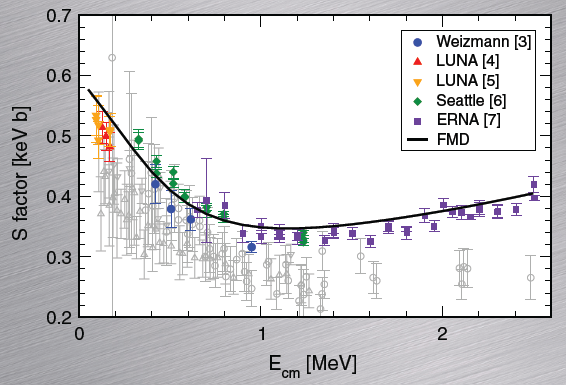 0.7
0.6
0.5
0.4
0.3
0.2
S factor [keV b]
Weizmann [3]
LUNA [4]
LUNA [5]
Seattle [6]
ERNA [7]
FMD
0
1
2
E_cm [MeV]